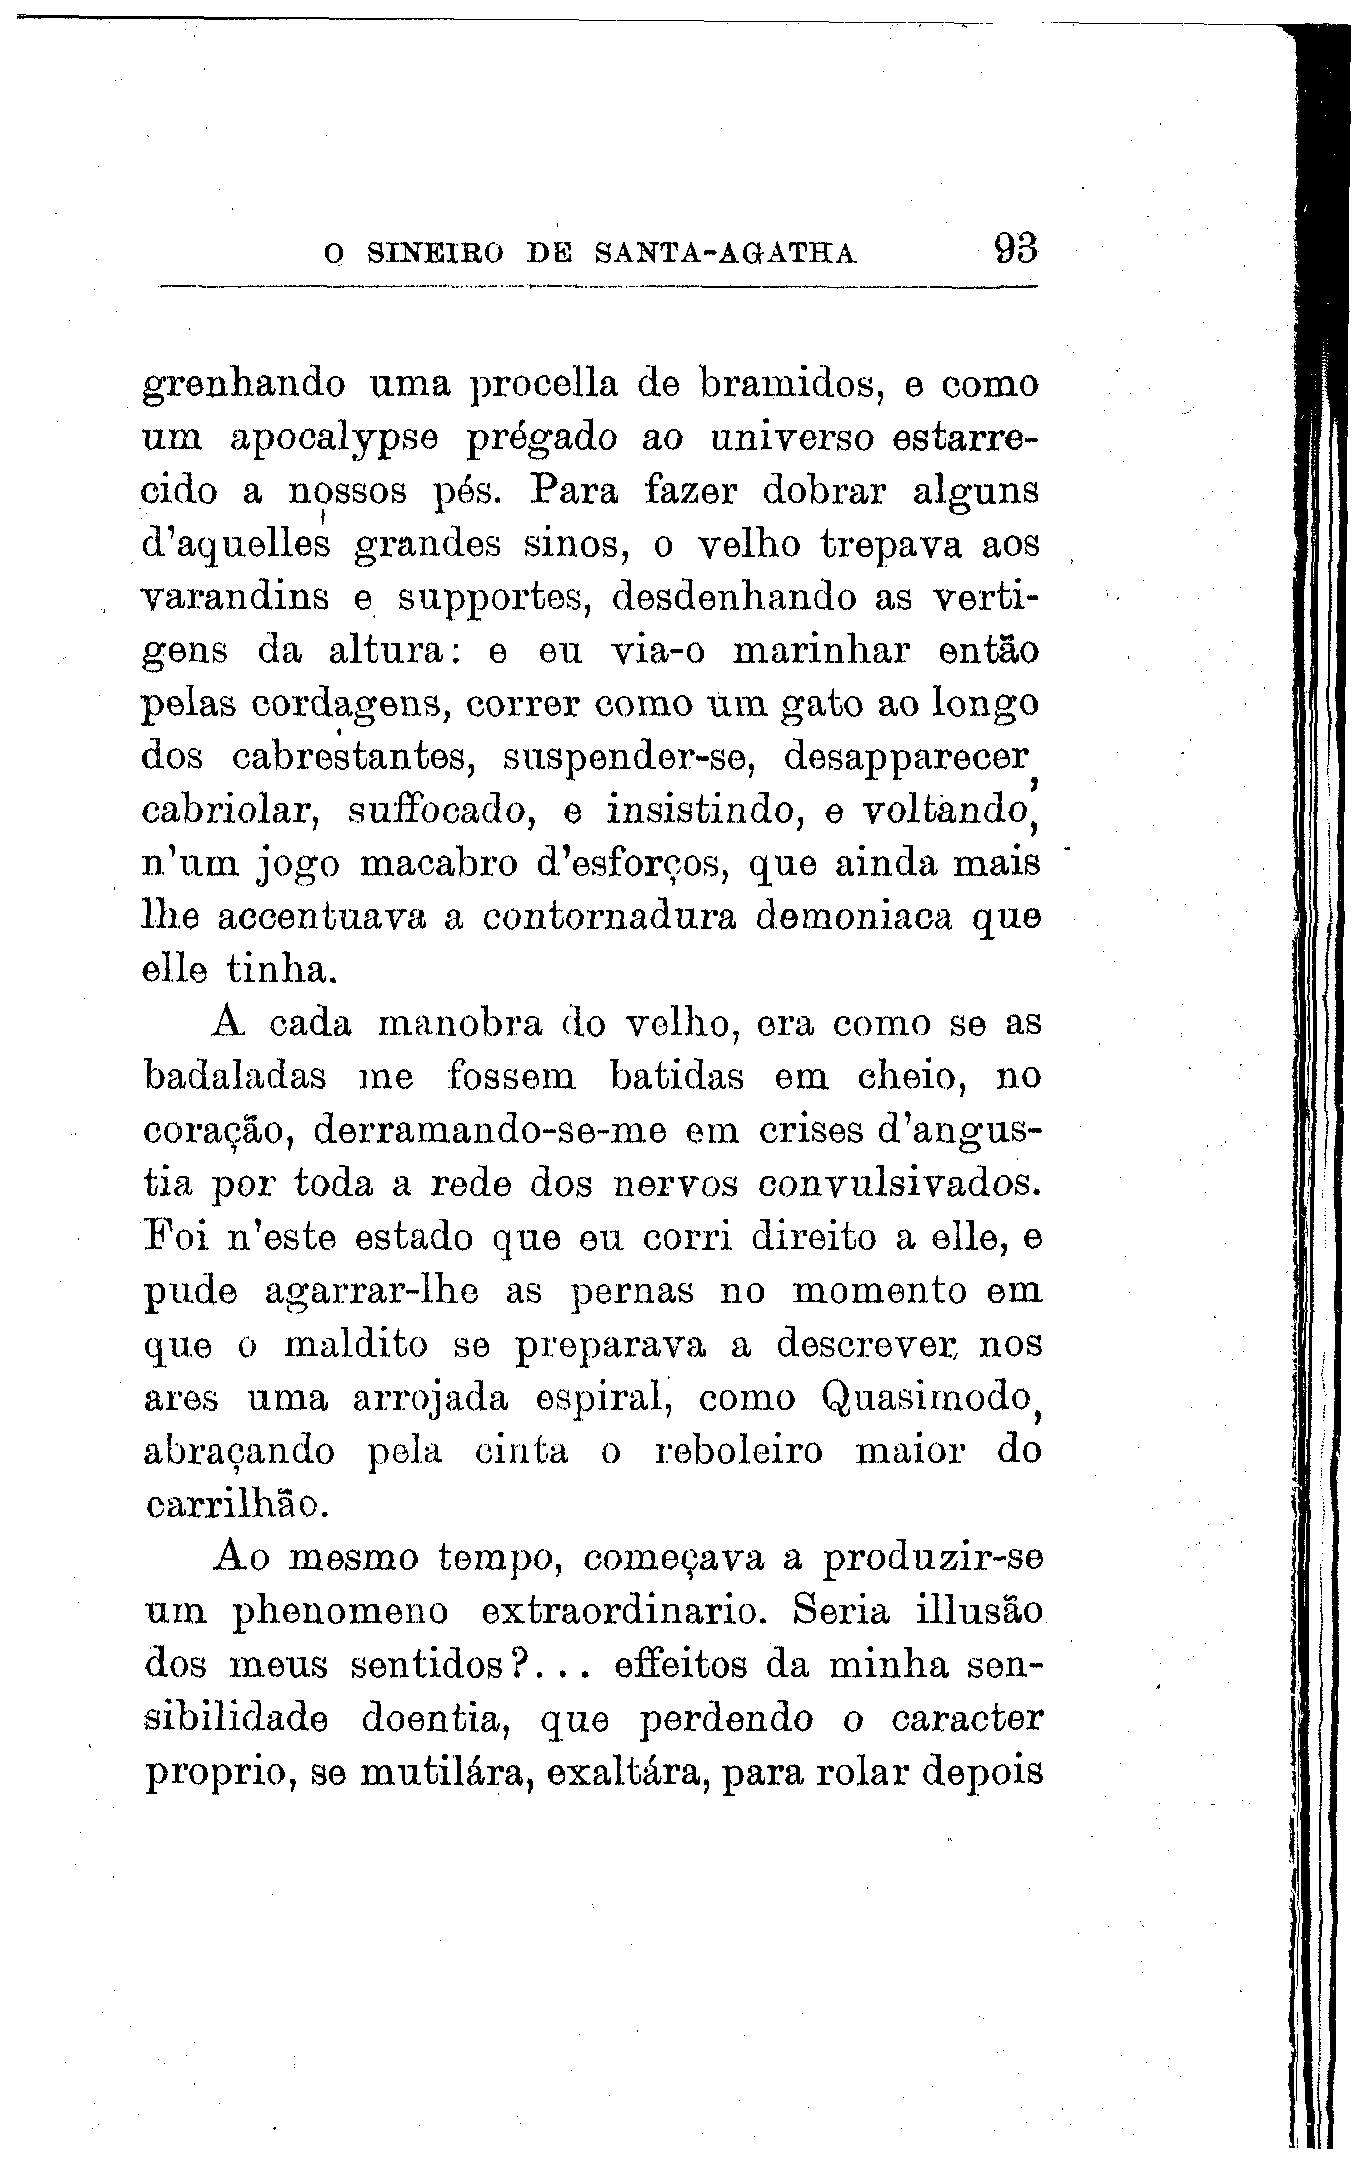 O SINEIRO DE SANTA-AGATHA 93
grenhando uma procella de bramidos, e como
um apocalypse prégado ao universo estarre-
cido a nossos pés. Para fazer dobrar alguns
d'aquelles grandes sinos, o velho trepava aos
varandins e supportes, desdenhando as verti-
gens da altura: e eu via-o marinhar então
pelas cordagens, correr como um gato ao longo
dos cabrestantes, suspender-se, desapparecer,
cabriolar, suffocado, e insistindo, e voltando,
n'um jogo macabro d'esforços, que ainda mais
lhe accentuava a contornadura demoniaca que
elle tinha.
A cada manobra do velho, era como se as
badaladas me fossem batidas em cheio, no
coração, derramando-se-me em crises d'angus-
tia por toda a rede dos nervos convulsivados.
Foi n'este estado que eu corri direito a elle, e
pude agarrar-lhe as pernas no momento em
que o maldito se preparava a descrever, nos
ares uma arrojada espiral, como Quasimodo,
abraçando pela cinta o reboleiro maior do
carrilhão.
Ao mesmo tempo, começava a produzir-se
um phenomeno extraordinario. Seria illusão
dos meus sentidos?... effeitos da minha sen-
sibilidade doentia, que perdendo o caracter
proprio, se mutilára, exaltára, para rolar depois